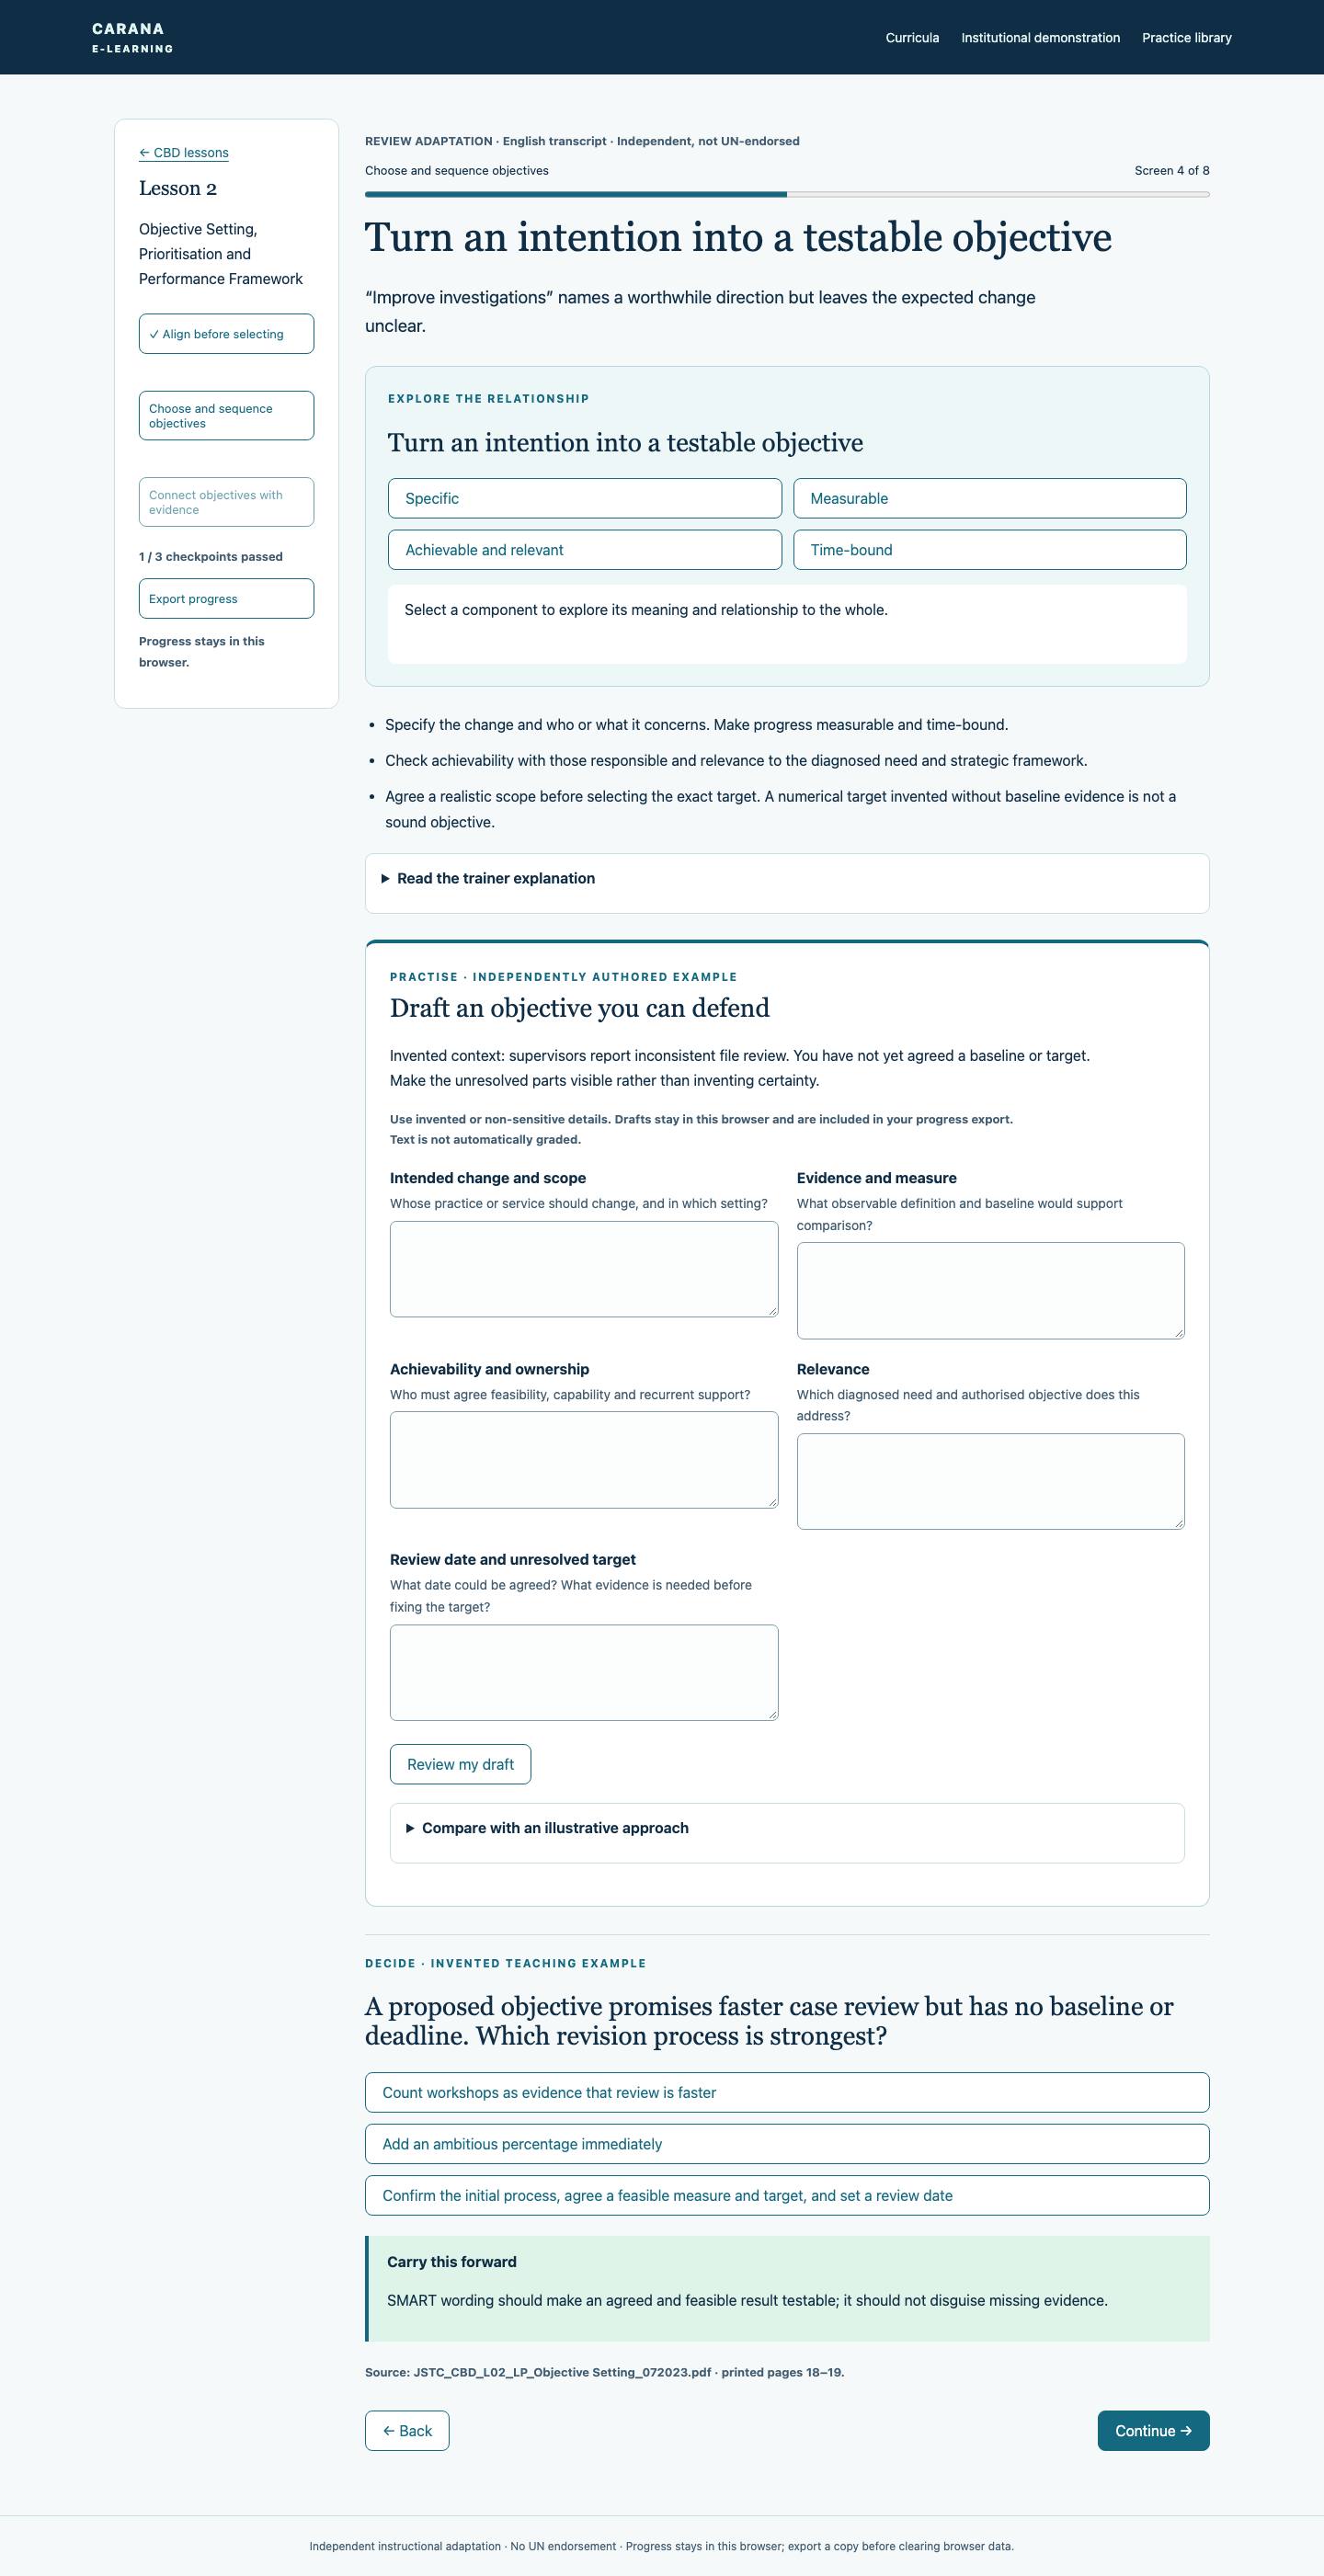 CARANA
E-LEARNING
Curricula
Institutional demonstration
Practice library
← CBD lessons
Lesson 2
Objective Setting,
Prioritisation and
Performance Framework
✓ Align before selecting
Choose and sequence
objectives
Connect objectives with
evidence
1 / 3 checkpoints passed
Export progress
Progress stays in this
browser.
REVIEW ADAPTATION · English transcript · Independent, not UN-endorsed
Choose and sequence objectives
Screen 4 of 8
Turn an intention into a testable objective
“Improve investigations” names a worthwhile direction but leaves the expected change
unclear.
EXPLORE THE RELATIONSHIP
Turn an intention into a testable objective
Specific
Measurable
Achievable and relevant
Time-bound
Select a component to explore its meaning and relationship to the whole.
• Specify the change and who or what it concerns. Make progress measurable and time-bound.
• Check achievability with those responsible and relevance to the diagnosed need and strategic framework.
• Agree a realistic scope before selecting the exact target. A numerical target invented without baseline evidence is not a
sound objective.
▶ Read the trainer explanation
PRACTISE · INDEPENDENTLY AUTHORED EXAMPLE
Draft an objective you can defend
Invented context: supervisors report inconsistent file review. You have not yet agreed a baseline or target.
Make the unresolved parts visible rather than inventing certainty.
Use invented or non-sensitive details. Drafts stay in this browser and are included in your progress export.
Text is not automatically graded.
Intended change and scope
Whose practice or service should change, and in which setting?
Evidence and measure
What observable definition and baseline would support
comparison?
Achievability and ownership
Who must agree feasibility, capability and recurrent support?
Relevance
Which diagnosed need and authorised objective does this
address?
Review date and unresolved target
What date could be agreed? What evidence is needed before
fixing the target?
Review my draft
▶ Compare with an illustrative approach
DECIDE · INVENTED TEACHING EXAMPLE
A proposed objective promises faster case review but has no baseline or
deadline. Which revision process is strongest?
Count workshops as evidence that review is faster
Add an ambitious percentage immediately
Confirm the initial process, agree a feasible measure and target, and set a review date
Carry this forward
SMART wording should make an agreed and feasible result testable; it should not disguise missing evidence.
Source: JSTC_CBD_L02_LP_Objective Setting_072023.pdf · printed pages 18–19.
← Back
Continue →
Independent instructional adaptation · No UN endorsement · Progress stays in this browser; export a copy before clearing browser data.